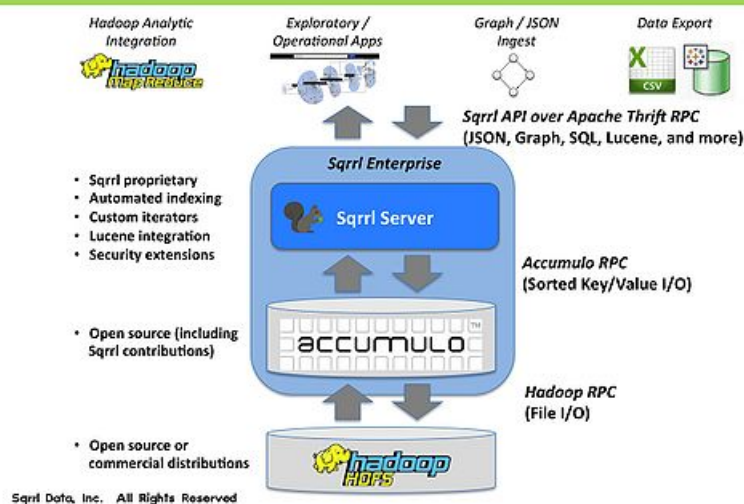 Hadoop Analytic
Integration
hadoop
Map Reduce
Exploratory /
Operational Apps
Graph / JSON
Ingest
Data Export
X
CSV
Sqrrl API over Apache Thrift RPC
(JSON, Graph, SQL, Lucene, and more)
Sqrrl Enterprise
• Sqrrl proprietary
• Automated indexing
• Custom iterators
• Lucene integration
• Security extensions
Sqrrl Server
Accumulo RPC
(Sorted Key/Value I/O)
• Open source (including
Sqrrl contributions)
accumulo TM
Hadoop RPC
(File I/O)
• Open source or
commercial distributions
hadoop
HDFS
Sqrrl Data, Inc. All Rights Reserved